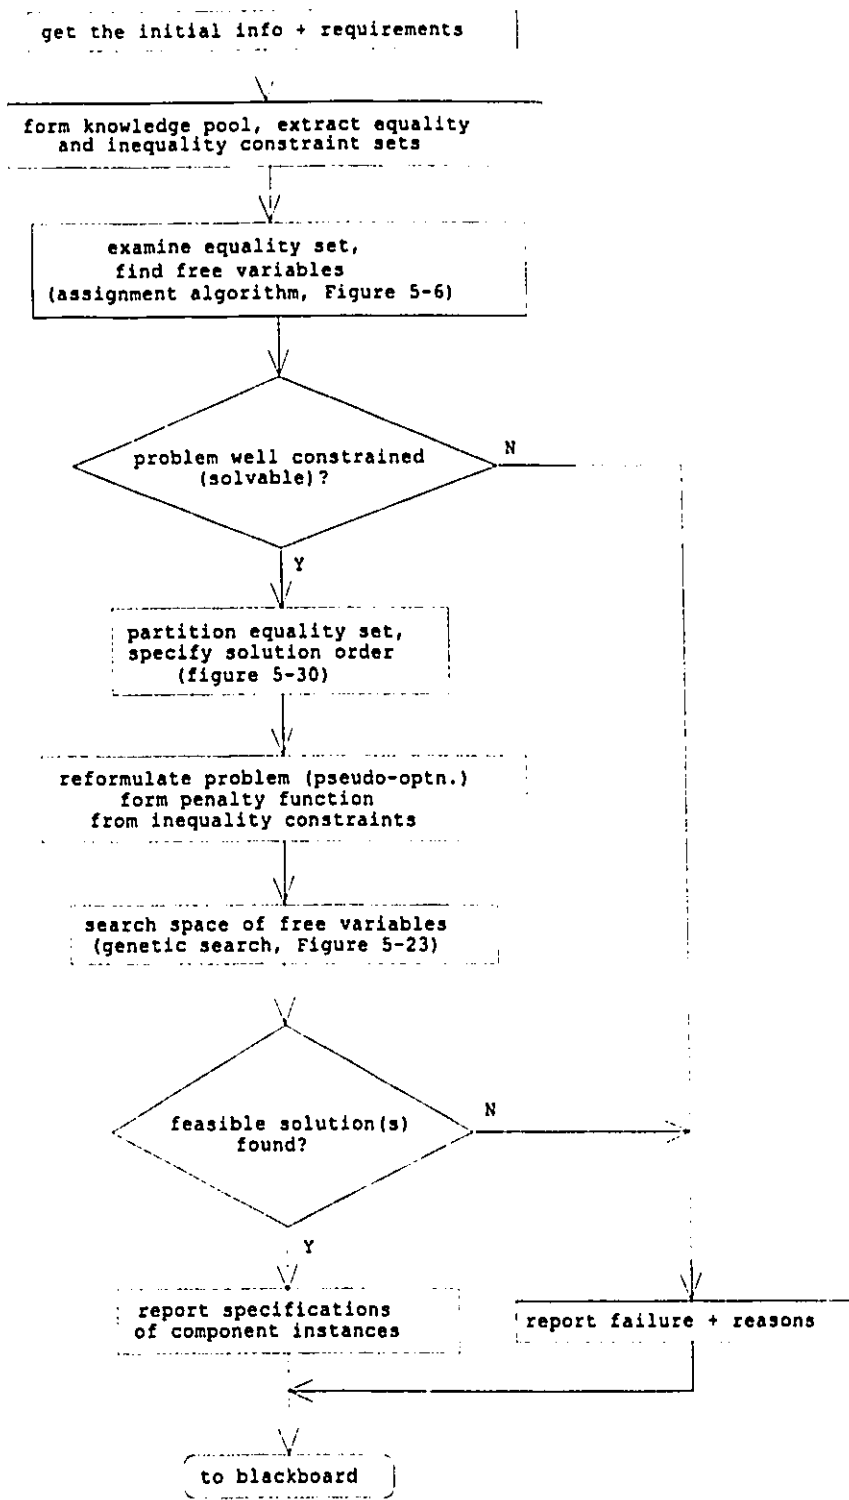 get the initial info + requirements
form knowledge pool, extract equality
and inequality constraint sets
examine equality set,
find free variables
(assignment algorithm, Figure 5-6)
problem well constrained
(solvable)?
N
Y
partition equality set,
specify solution order
(figure 5-30)
reformulate problem (pseudo-optn.)
form penalty function
from inequality constraints
search space of free variables
(genetic search, Figure 5-23)
feasible solution(s)
found?
N
Y
report specifications
of component instances
report failure + reasons
to blackboard